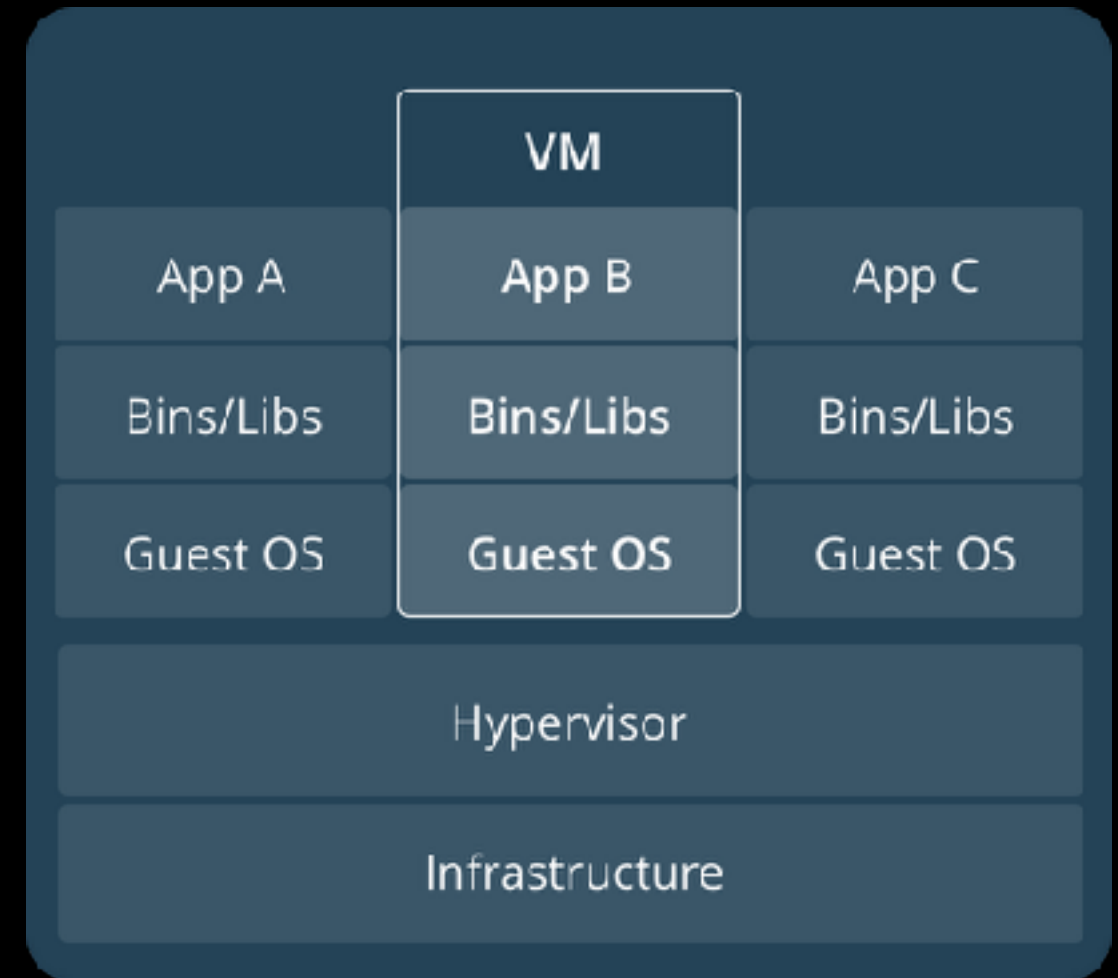 VM
App A
App B
App C
Bins/Libs
Bins/Libs
Bins/Libs
Guest OS
Guest OS
Guest OS
Hypervisor
Infrastructure